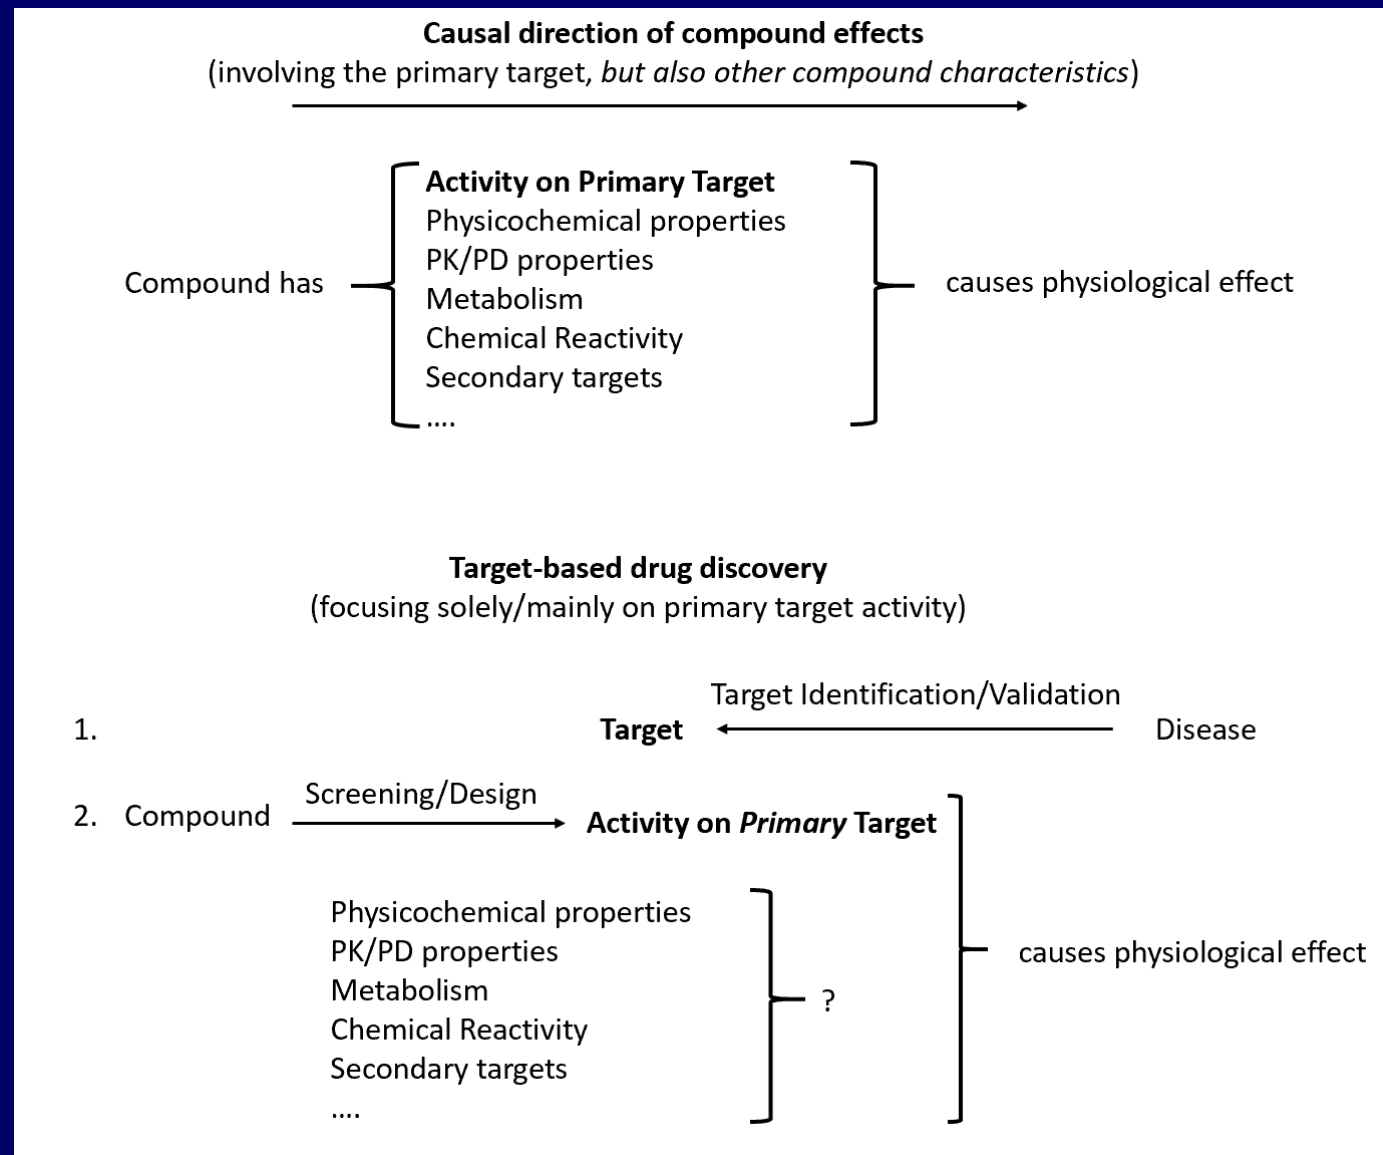 Causal direction of compound effects
(involving the primary target, but also other compound characteristics)
Activity on Primary Target
Physicochemical properties
PK/PD properties
Compound has
causes physiological effect
Metabolism
Chemical Reactivity
Secondary targets
....
Target-based drug discovery
(focusing solely/mainly on primary target activity)
Target Identification/Validation
1.
Target
Disease
Screening/Design
2. Compound
Activity on Primary Target
Physicochemical properties
PK/PD properties
Metabolism
Chemical Reactivity
Secondary targets
....
?
causes physiological effect